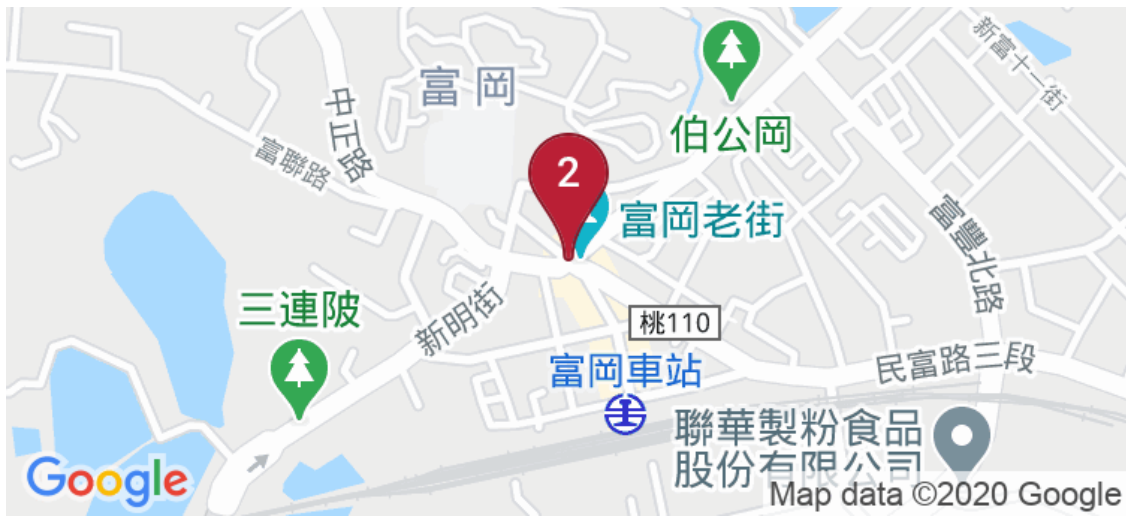 新富十一街
富岡
中正路
伯公岡
富聯路
2
富岡老街
富豐北路
三連陂
新明街
桃110
富岡車站
民富路三段
聯華製粉食品
股份有限公司
Google
Map data ©2020 Google